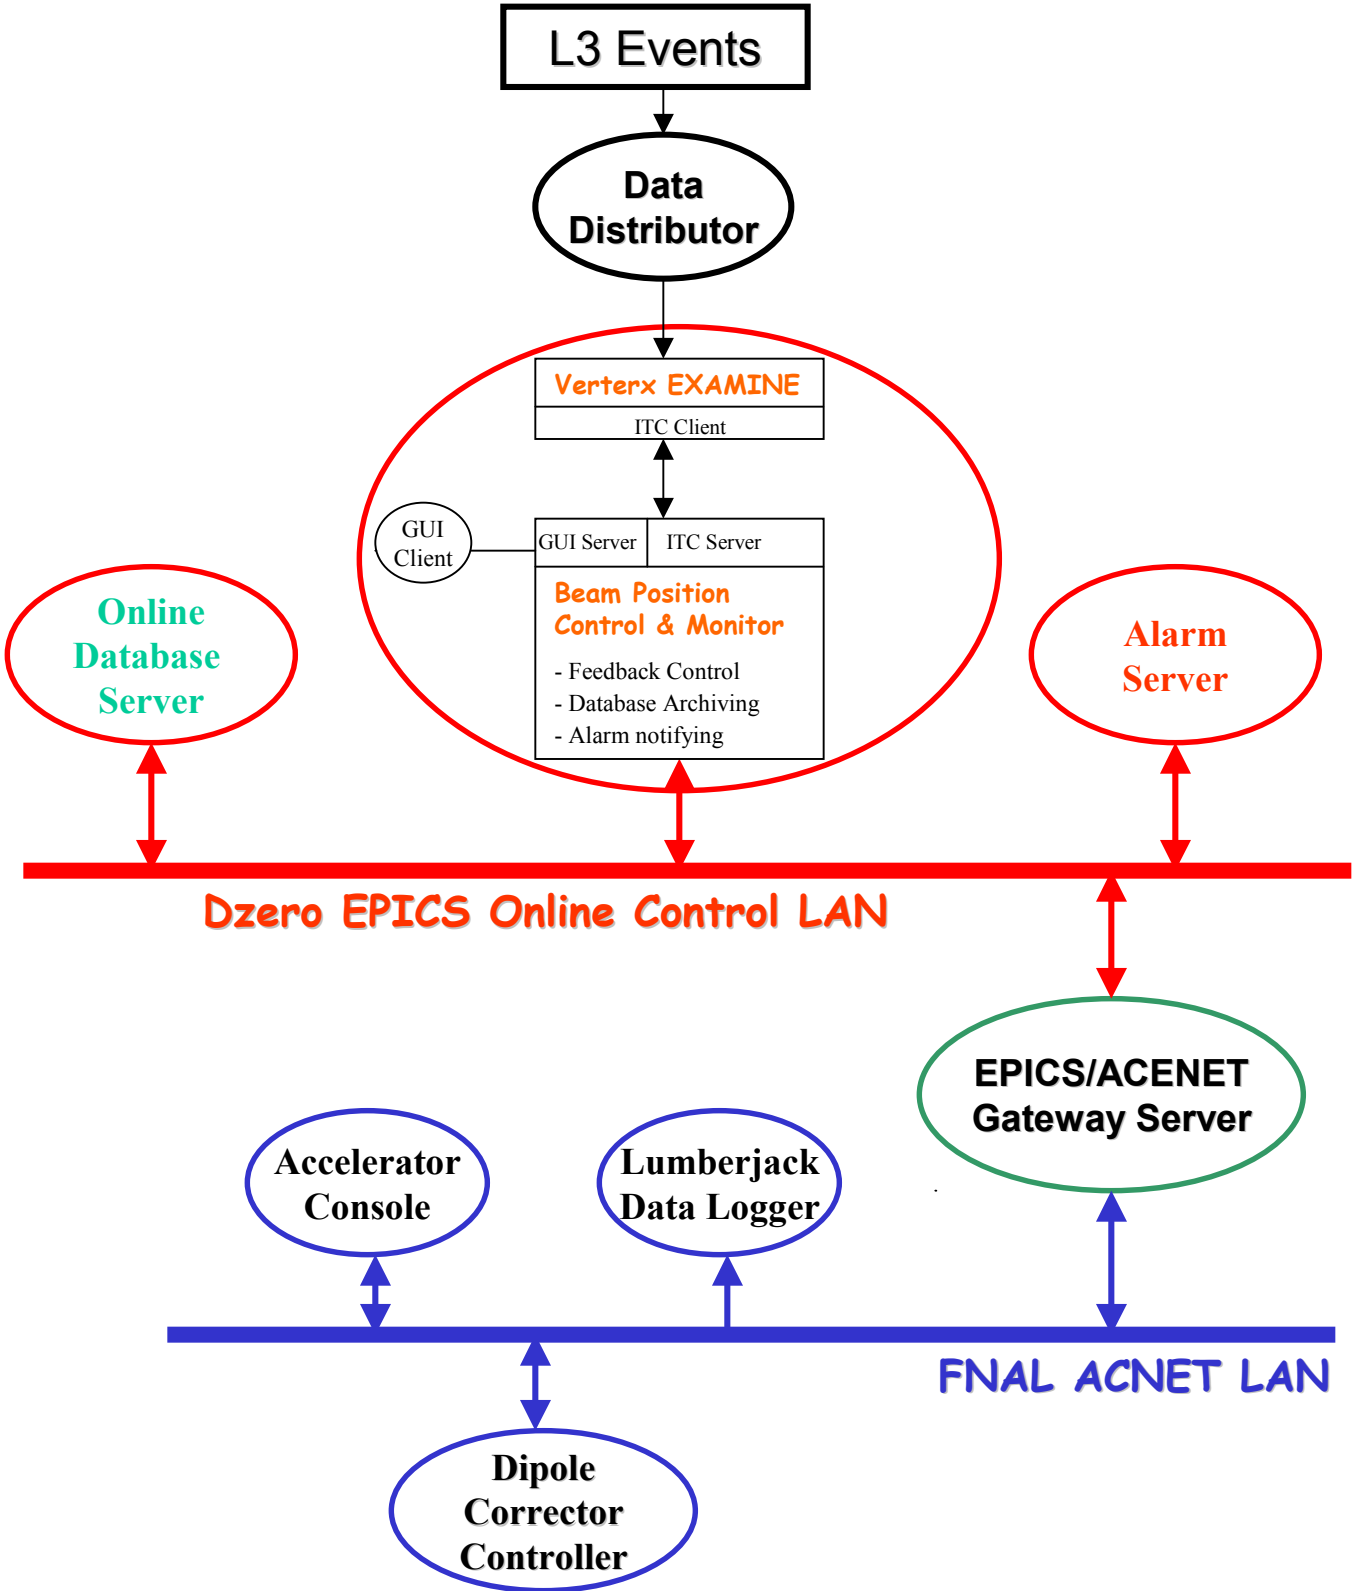 L3 Events
Data
Distributor
Verterx EXAMINE
ITC Client
GUI
Client
GUI Server
ITC Server
Beam Position
Control & Monitor
- Feedback Control
- Database Archiving
- Alarm notifying
Online
Database
Server
Alarm
Server
Dzero EPICS Online Control LAN
EPICS/ACENET
Gateway Server
Accelerator
Console
Lumberjack
Data Logger
FNAL ACNET LAN
Dipole
Corrector
Controller